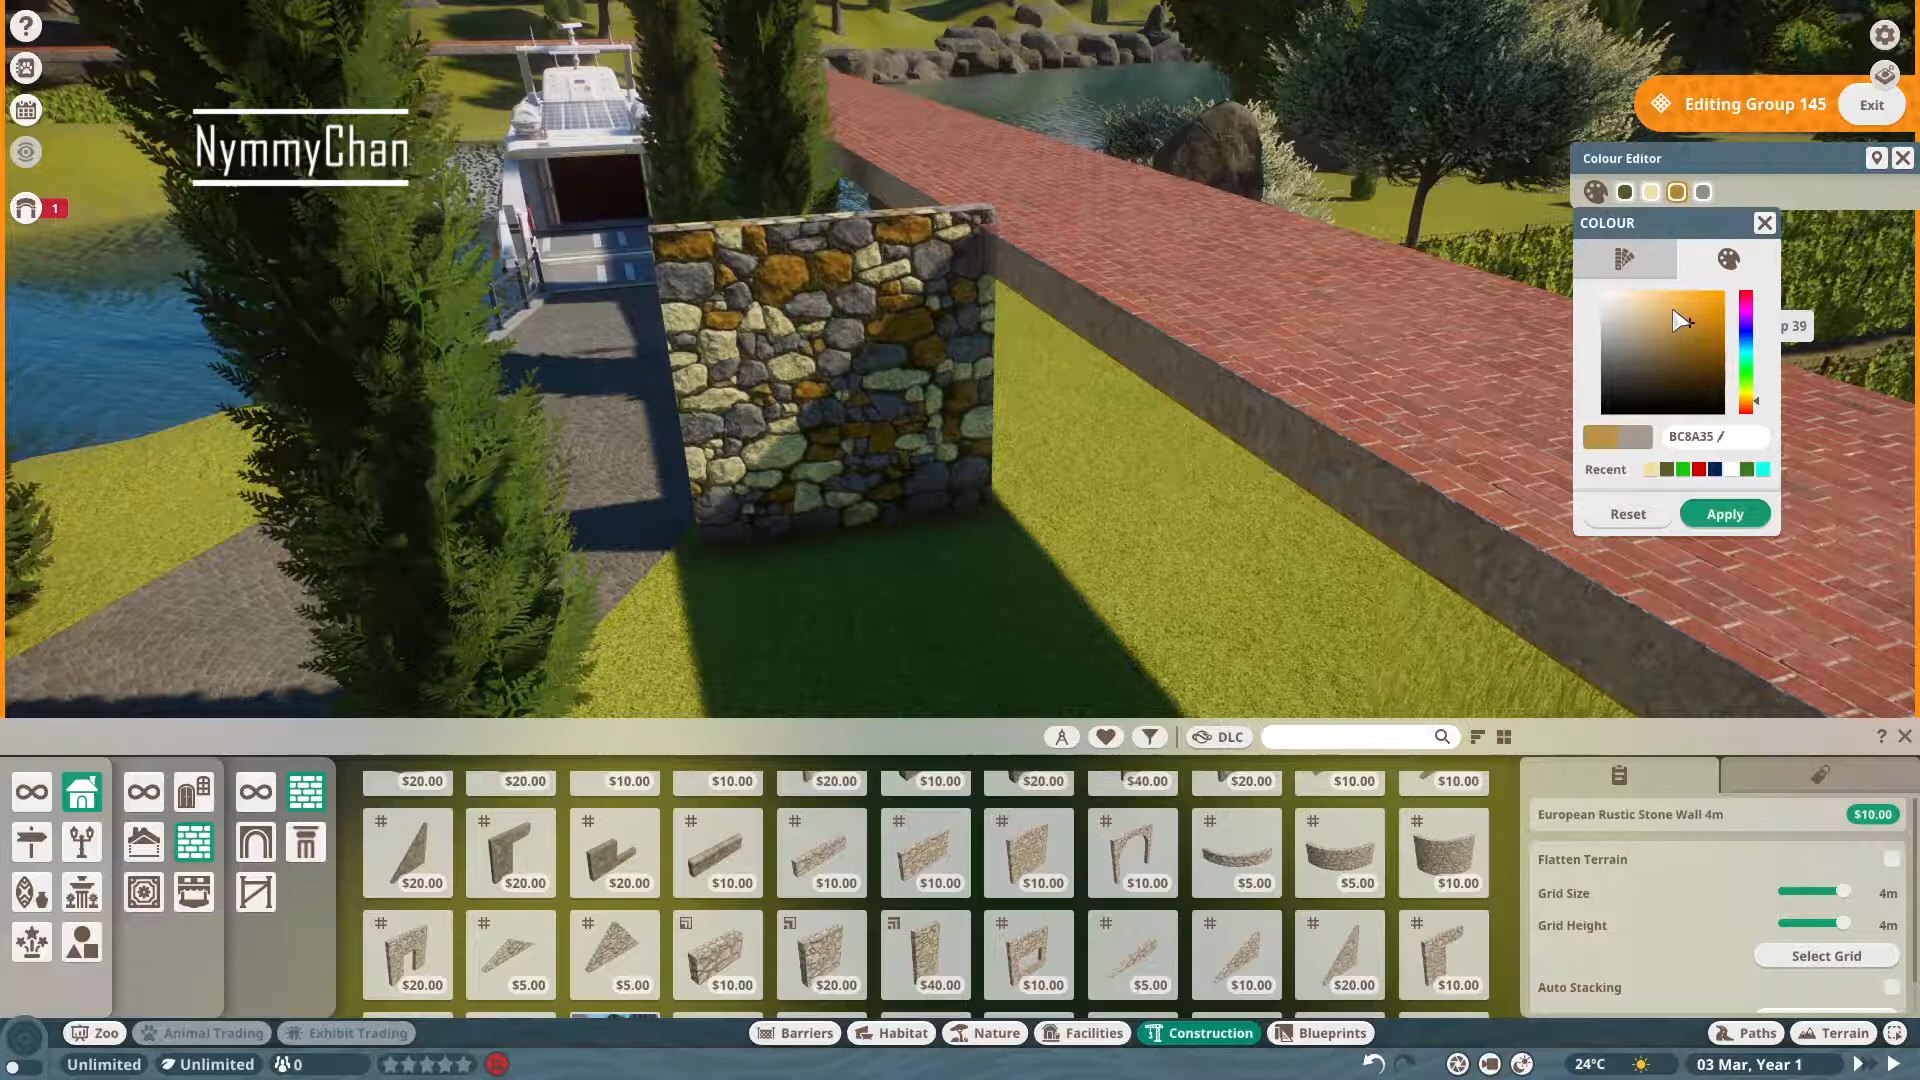 NymmyChan
Editing Group 145
Exit
Colour Editor
1
COLOUR
p 39
BC8A35
Recent
Reset
Apply
DLC
$20.00 $20.00 $10.00 $10.00 $20.00 $10.00 $20.00 $40.00 $20.00 $10.00 $10.00
European Rustic Stone Wall 4m $10.00
$20.00 $20.00 $20.00 $10.00 $10.00 $10.00 $10.00 $10.00 $5.00 $5.00 $10.00
Flatten Terrain
Grid Size 4m
Grid Height 4m
Select Grid
$20.00 $5.00 $5.00 $10.00 $20.00 $40.00 $10.00 $5.00 $10.00 $20.00 $10.00
Auto Stacking
Zoo Animal Trading Exhibit Trading Barriers Habitat Nature Facilities Construction Blueprints Paths Terrain
Unlimited Unlimited 0 24°C 03 Mar, Year 1